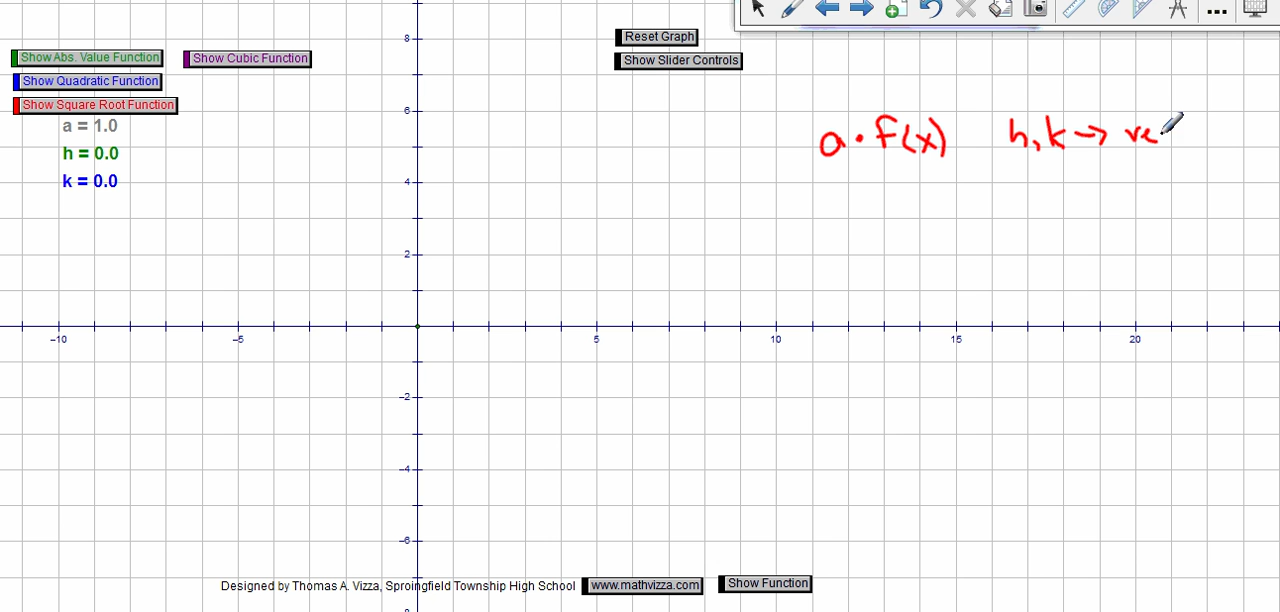 Reset Graph
Show Abs. Value Function Show Cubic Function
Show Slider Controls
Show Quadratic Function
Show Square Root Function
a = 1.0
h = 0.0
k = 0.0
a · f(x) h, k → ve
8
6
4
2
−10 −5 5 10 15 20
−2
−4
−6
Designed by Thomas A. Vizza, Sproingfield Township High School www.mathvizza.com Show Function